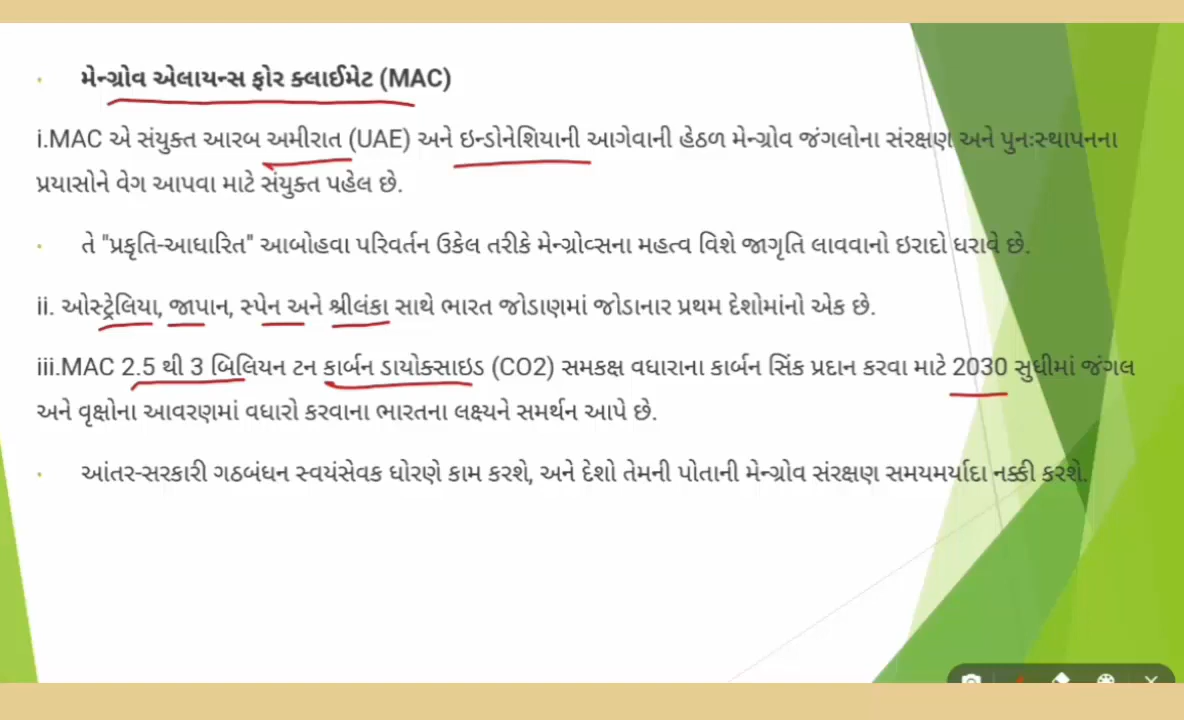 • મેન્ગ્રોવ એલાયન્સ ફોર ક્લાઈમેટ (MAC)
i.MAC એ સંયુક્ત આરબ અમીરાત (UAE) અને ઇન્ડોનેશિયાની આગેવાની હેઠળ મેન્ગ્રોવ જંગલોના સંરક્ષણ અને પુનઃસ્થાપનના
પ્રયાસોને વેગ આપવા માટે સંયુક્ત પહેલ છે.
• તે "પ્રકૃતિ-આધારિત" આબોહવા પરિવર્તન ઉકેલ તરીકે મેન્ગ્રોવ્સના મહત્વ વિશે જાગૃતિ લાવવાનો ઇરાદો ધરાવે છે.
ii. ઓસ્ટ્રેલિયા, જાપાન, સ્પેન અને શ્રીલંકા સાથે ભારત જોડાણમાં જોડાનાર પ્રથમ દેશોમાંનો એક છે.
iii.MAC 2.5 થી 3 બિલિયન ટન કાર્બન ડાયોક્સાઇડ (CO2) સમકક્ષ વધારાના કાર્બન સિંક પ્રદાન કરવા માટે 2030 સુધીમાં જંગલ
અને વૃક્ષોના આવરણમાં વધારો કરવાના ભારતના લક્ષ્યને સમર્થન આપે છે.
• આંતર-સરકારી ગઠબંધન સ્વયંસેવક ધોરણે કામ કરશે, અને દેશો તેમની પોતાની મેન્ગ્રોવ સંરક્ષણ સમયમર્યાદા નક્કી કરશે.